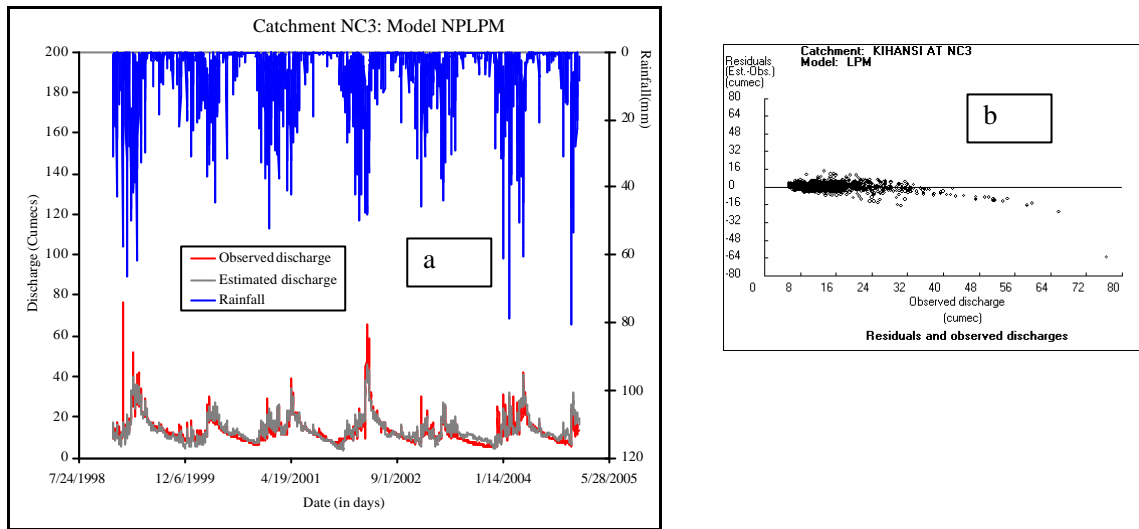 Catchment NC3: Model NPLPM
200
180
160
140
120
100
80
60
40
20
0
Discharge (Cumecs)
0
20
40
60
80
100
120
Rainfall(mm)
a
Observed discharge
Estimated discharge
Rainfall
7/24/1998 12/6/1999 4/19/2001 9/1/2002 1/14/2004 5/28/2005
Date (in days)
Catchment: KIHANSI AT NC3
Model: LPM
Residuals
(Est.-Obs.)
(cumec)
80
64
48
32
16
0
-16
-32
-48
-64
-80
b
0 8 16 24 32 40 48 56 64 72 80
Observed discharge
(cumec)
Residuals and observed discharges